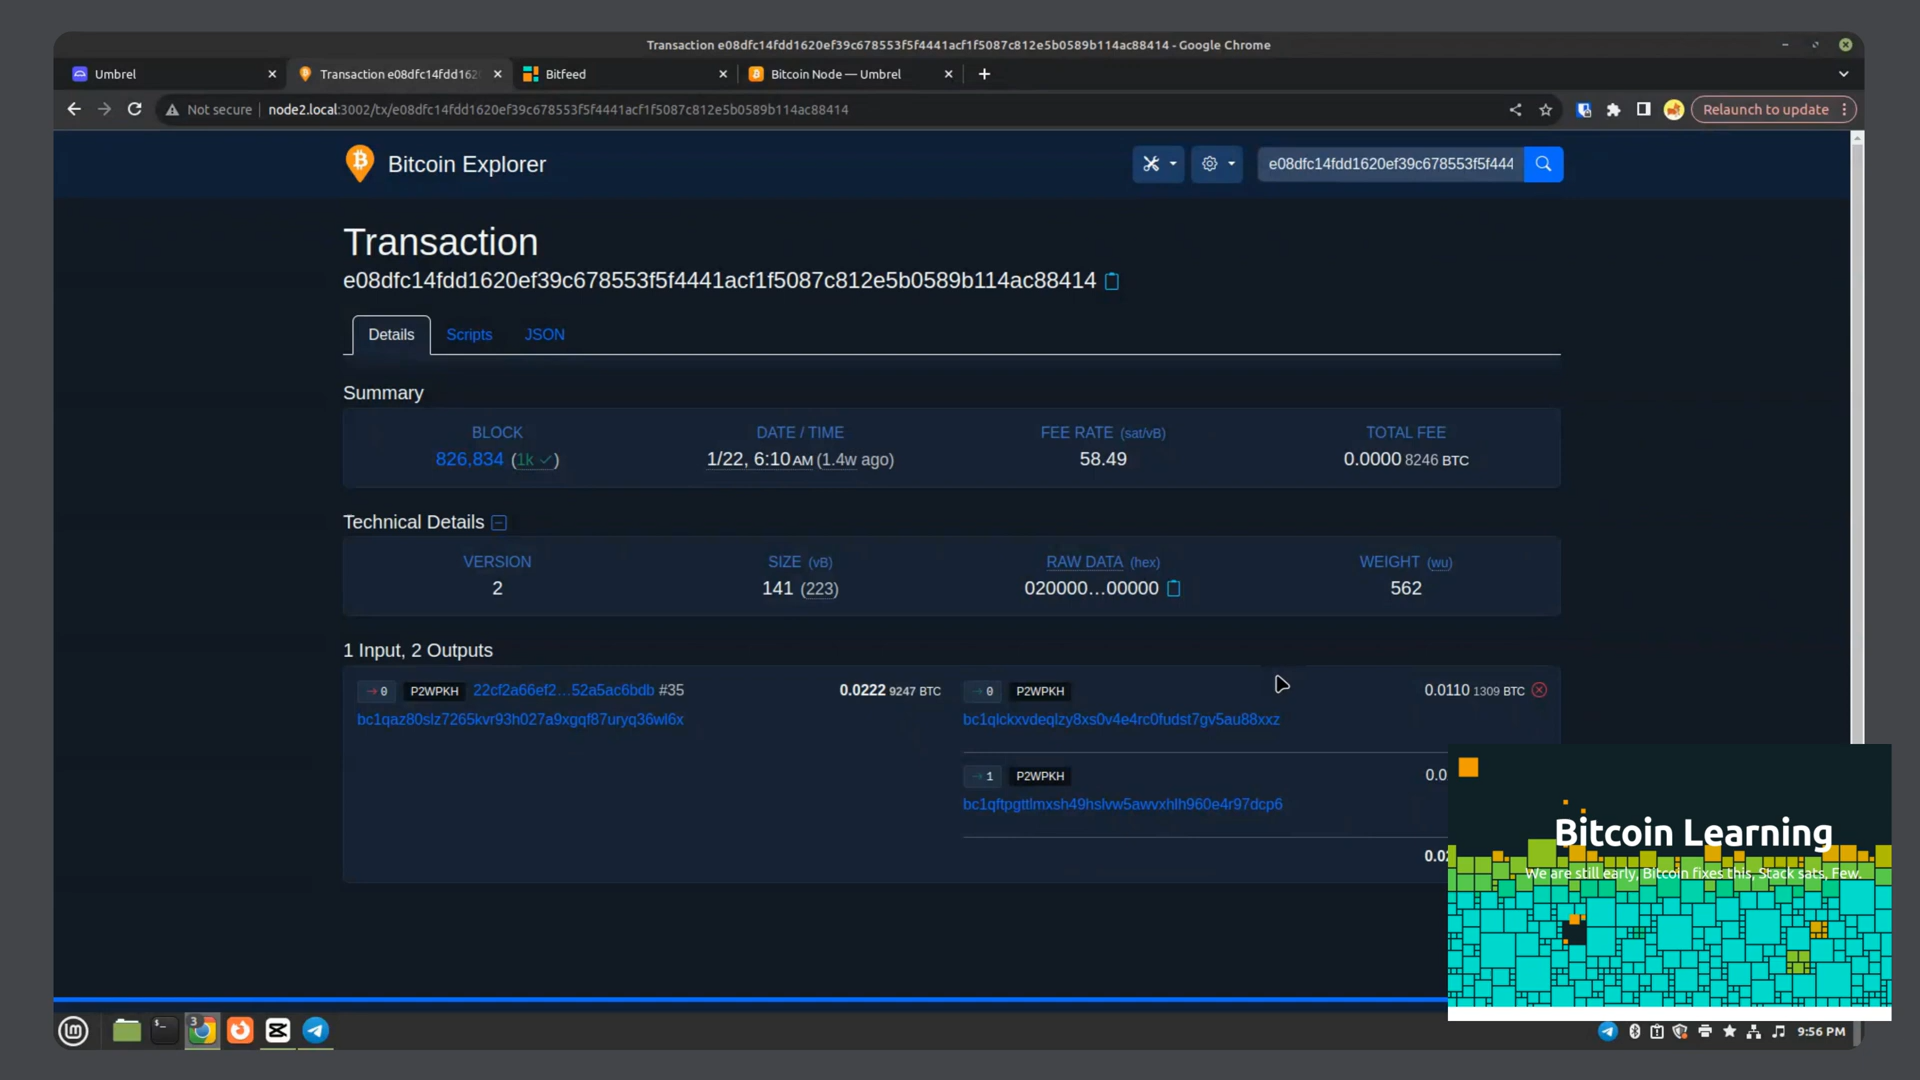 Transaction e08dfc14fdd1620ef39c678553f5f4441acf1f5087c812e5b0589b114ac88414 - Google Chrome
Umbrel
Transaction e08dfc14fdd162
Bitfeed
Bitcoin Node — Umbrel
Not secure
node2.local:3002/tx/e08dfc14fdd1620ef39c678553f5f4441acf1f5087c812e5b0589b114ac88414
Relaunch to update
Bitcoin Explorer
e08dfc14fdd1620ef39c678553f5f444
Transaction
e08dfc14fdd1620ef39c678553f5f4441acf1f5087c812e5b0589b114ac88414
Details
Scripts
JSON
Summary
BLOCK
826,834 (1k ✓)
DATE / TIME
1/22, 6:10 AM (1.4w ago)
FEE RATE (sat/vB)
58.49
TOTAL FEE
0.0000 8246 BTC
Technical Details
VERSION
2
SIZE (vB)
141 (223)
RAW DATA (hex)
020000…00000
WEIGHT (wu)
562
1 Input, 2 Outputs
→ 0 P2WPKH 22cf2a66ef2…52a5ac6bdb #35 0.0222 9247 BTC
bc1qaz80slz7265kvr93h027a9xgqf87uryq36wl6x
→ 0 P2WPKH 0.0110 1309 BTC
bc1qlckxvdeqlzy8xs0v4e4rc0fudst7gv5au88xxz
→ 1 P2WPKH 0.0
bc1qftpgttlmxsh49hslvw5awvxhlh960e4r97dcp6
0.02
Bitcoin Learning
We are still early, Bitcoin fixes this, Stack sats, Few.
3
9:56 PM